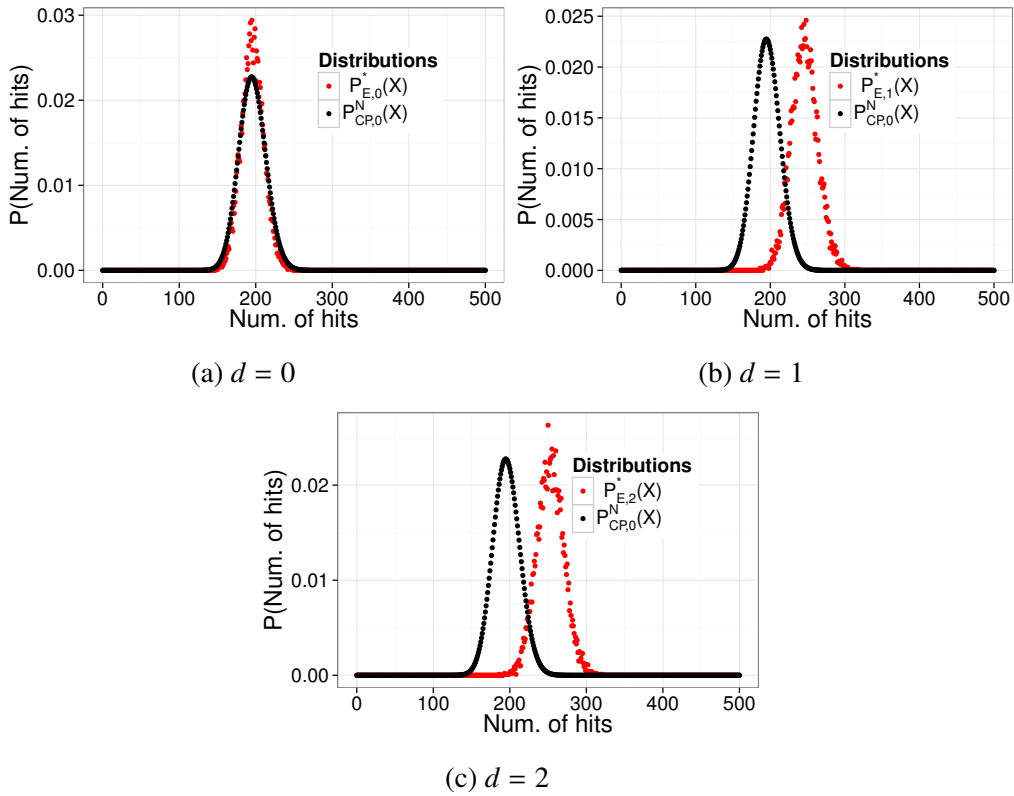 P(Num. of hits)
0.03
0.02
0.01
0.00
0
100
200
300
400
500
Num. of hits
Distributions
P*E,0(X)
PNCP,0(X)
(a) d = 0
P(Num. of hits)
0.025
0.020
0.015
0.010
0.005
0.000
0
100
200
300
400
500
Num. of hits
Distributions
P*E,1(X)
PNCP,0(X)
(b) d = 1
P(Num. of hits)
0.02
0.01
0.00
0
100
200
300
400
500
Num. of hits
Distributions
P*E,2(X)
PNCP,0(X)
(c) d = 2